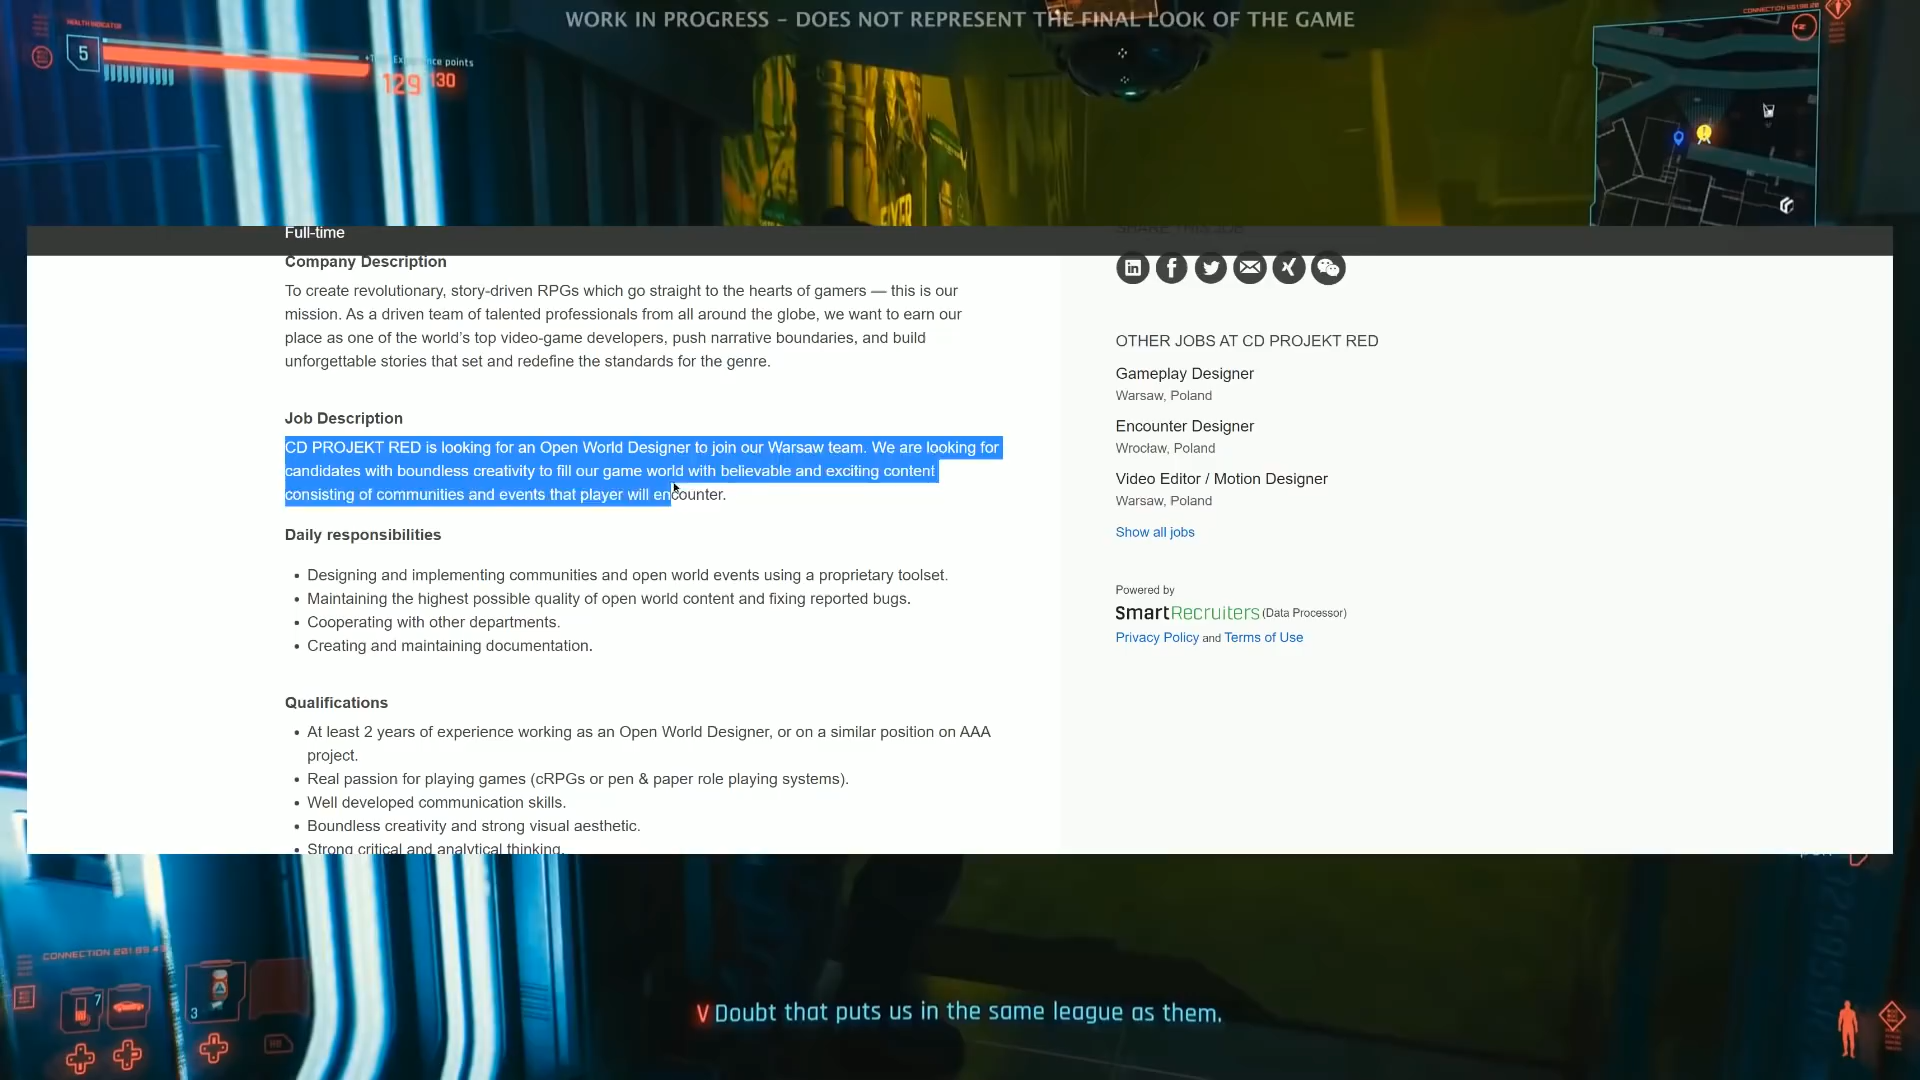 WORK IN PROGRESS - DOES NOT REPRESENT THE FINAL LOOK OF THE GAME
HEALTH INDICATOR
5
Experience points
129 130
Full-time
SHARE THIS JOB
Company Description
To create revolutionary, story-driven RPGs which go straight to the hearts of gamers — this is our
mission. As a driven team of talented professionals from all around the globe, we want to earn our
place as one of the world's top video-game developers, push narrative boundaries, and build
unforgettable stories that set and redefine the standards for the genre.
Job Description
CD PROJEKT RED is looking for an Open World Designer to join our Warsaw team. We are looking for
candidates with boundless creativity to fill our game world with believable and exciting content
consisting of communities and events that player will encounter.
Daily responsibilities
• Designing and implementing communities and open world events using a proprietary toolset.
• Maintaining the highest possible quality of open world content and fixing reported bugs.
• Cooperating with other departments.
• Creating and maintaining documentation.
Qualifications
• At least 2 years of experience working as an Open World Designer, or on a similar position on AAA
project.
• Real passion for playing games (cRPGs or pen & paper role playing systems).
• Well developed communication skills.
• Boundless creativity and strong visual aesthetic.
• Strong critical and analytical thinking.
OTHER JOBS AT CD PROJEKT RED
Gameplay Designer
Warsaw, Poland
Encounter Designer
Wrocław, Poland
Video Editor / Motion Designer
Warsaw, Poland
Show all jobs
Powered by
SmartRecruiters (Data Processor)
Privacy Policy and Terms of Use
7
3
V Doubt that puts us in the same league as them.